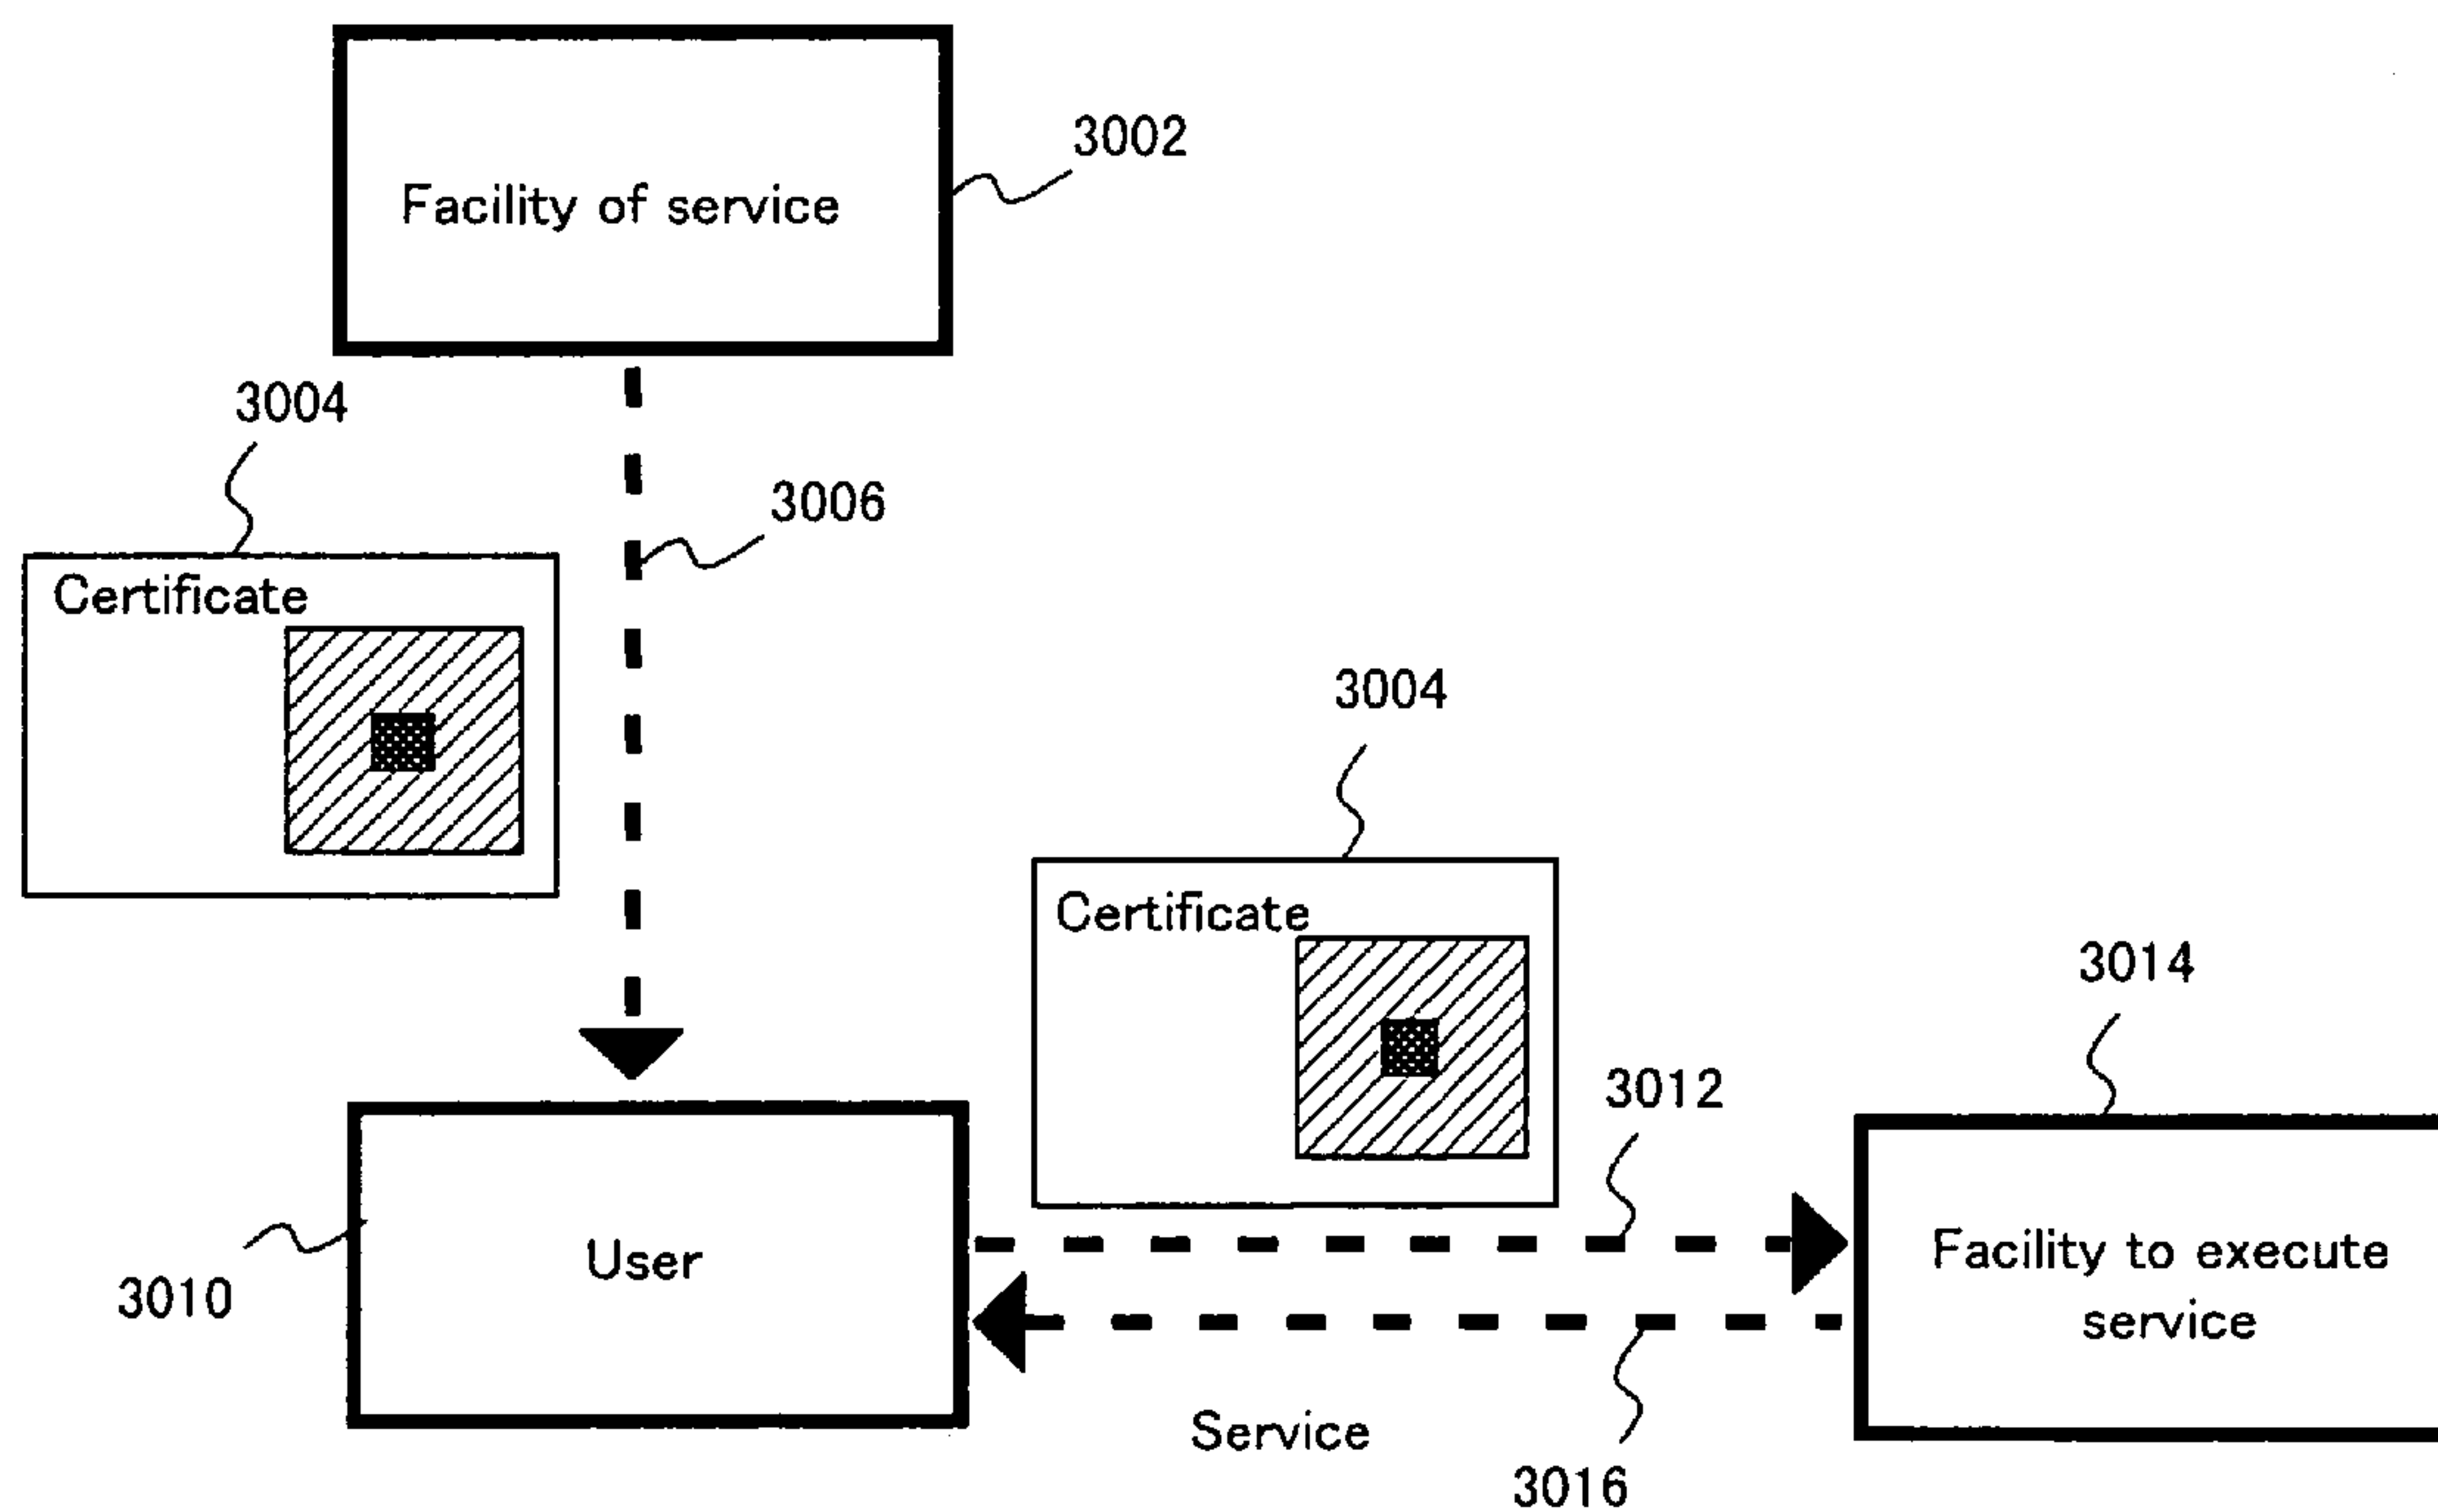 3002
Facility of service
3004
3006
Certificate
3004
Certificate
3014
3012
User
Facility to execute
service
3010
Service
3016